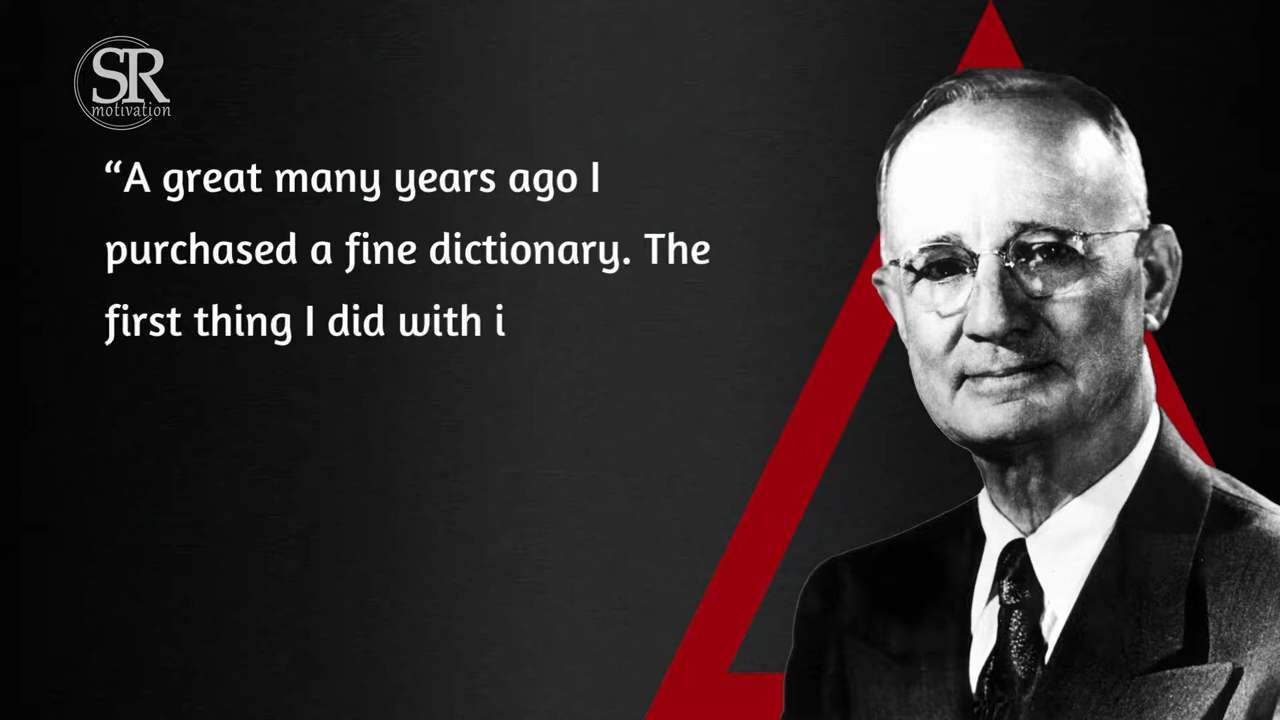 SR
motivation
“A great many years ago I
purchased a fine dictionary. The
first thing I did with i